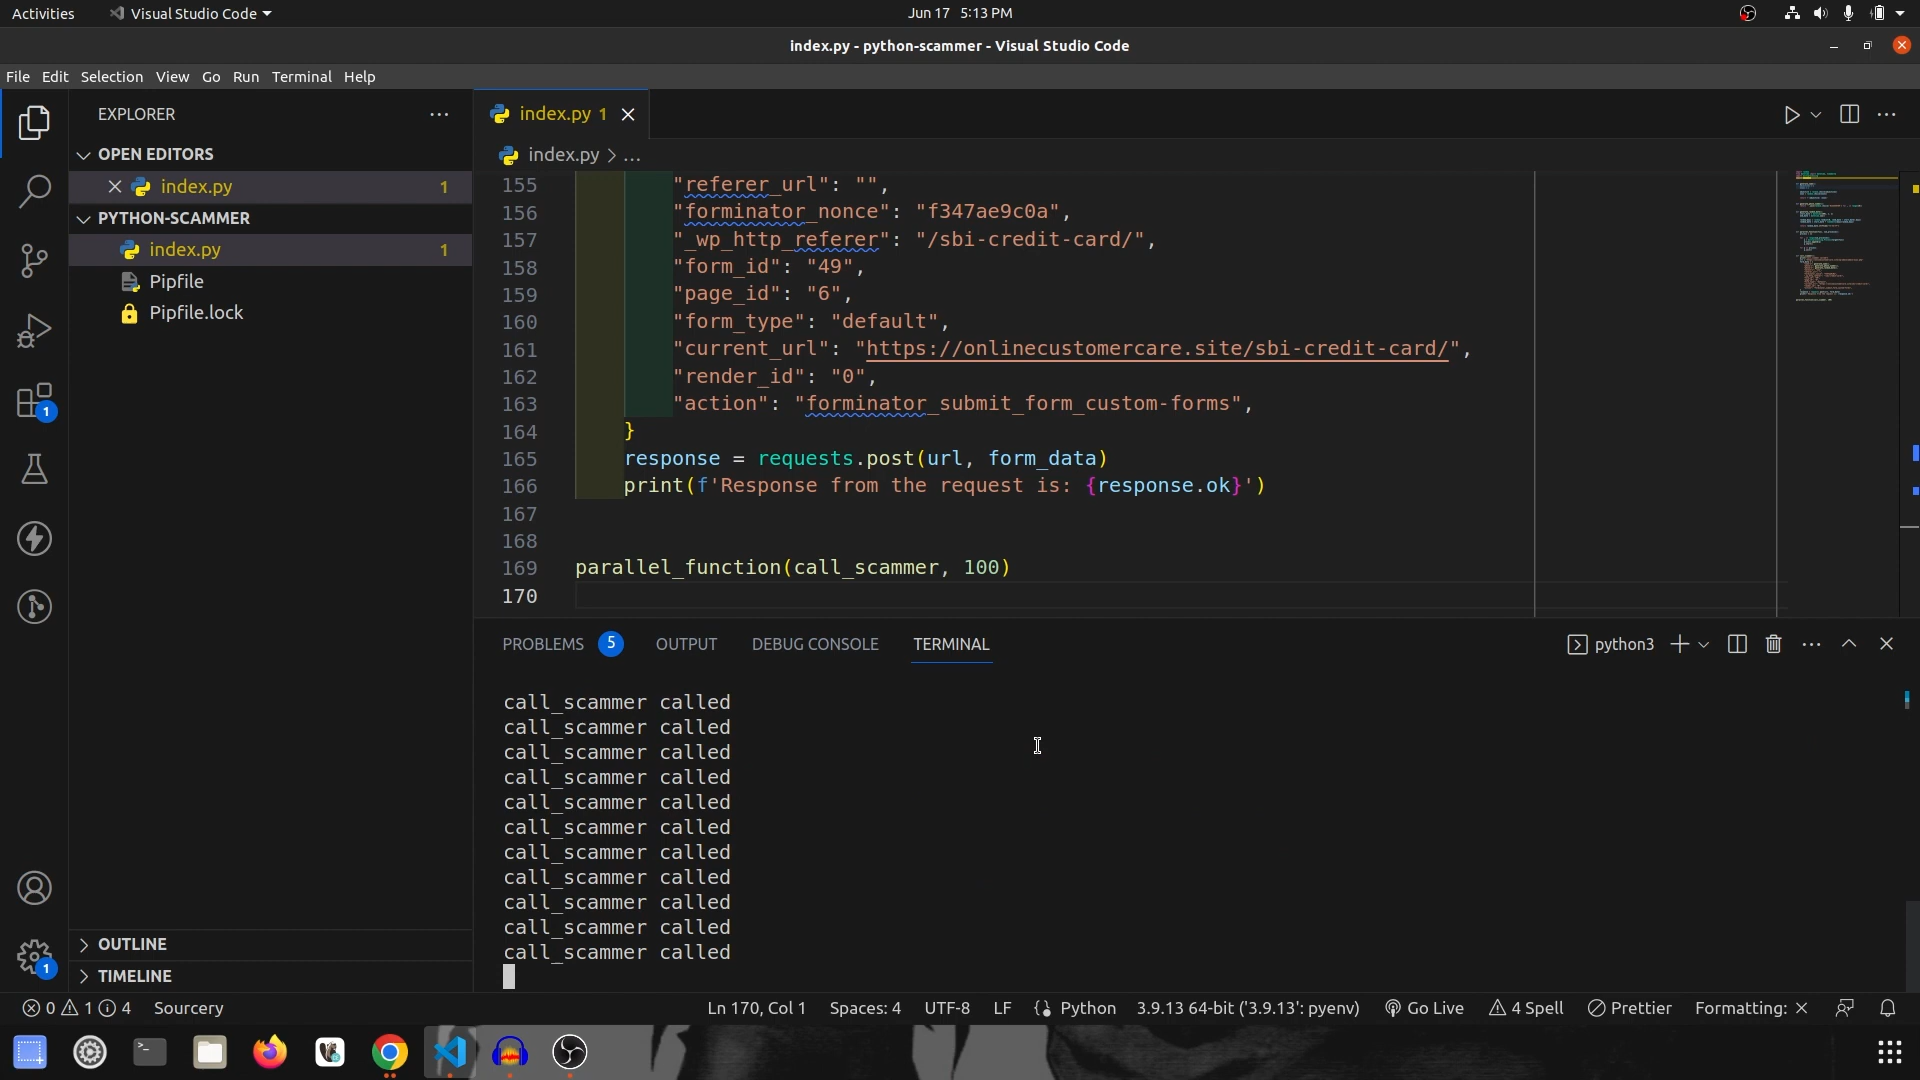 Activities Visual Studio Code Jun 17 5:13 PM
index.py - python-scammer - Visual Studio Code
File Edit Selection View Go Run Terminal Help
EXPLORER
OPEN EDITORS
index.py 1
PYTHON-SCAMMER
index.py 1
Pipfile
Pipfile.lock
OUTLINE
TIMELINE
1
1
index.py 1
index.py > ...
155 "referer_url": "",
156 "forminator_nonce": "f347ae9c0a",
157 "_wp_http_referer": "/sbi-credit-card/",
158 "form_id": "49",
159 "page_id": "6",
160 "form_type": "default",
161 "current_url": "https://onlinecustomercare.site/sbi-credit-card/",
162 "render_id": "0",
163 "action": "forminator_submit_form_custom-forms",
164 }
165 response = requests.post(url, form_data)
166 print(f'Response from the request is: {response.ok}')
167
168
169 parallel_function(call_scammer, 100)
170
PROBLEMS 5 OUTPUT DEBUG CONSOLE TERMINAL python3
call_scammer called
call_scammer called
call_scammer called
call_scammer called
call_scammer called
call_scammer called
call_scammer called
call_scammer called
call_scammer called
call_scammer called
call_scammer called
0 1 4 Sourcery Ln 170, Col 1 Spaces: 4 UTF-8 LF Python 3.9.13 64-bit ('3.9.13': pyenv) Go Live 4 Spell Prettier Formatting: ×